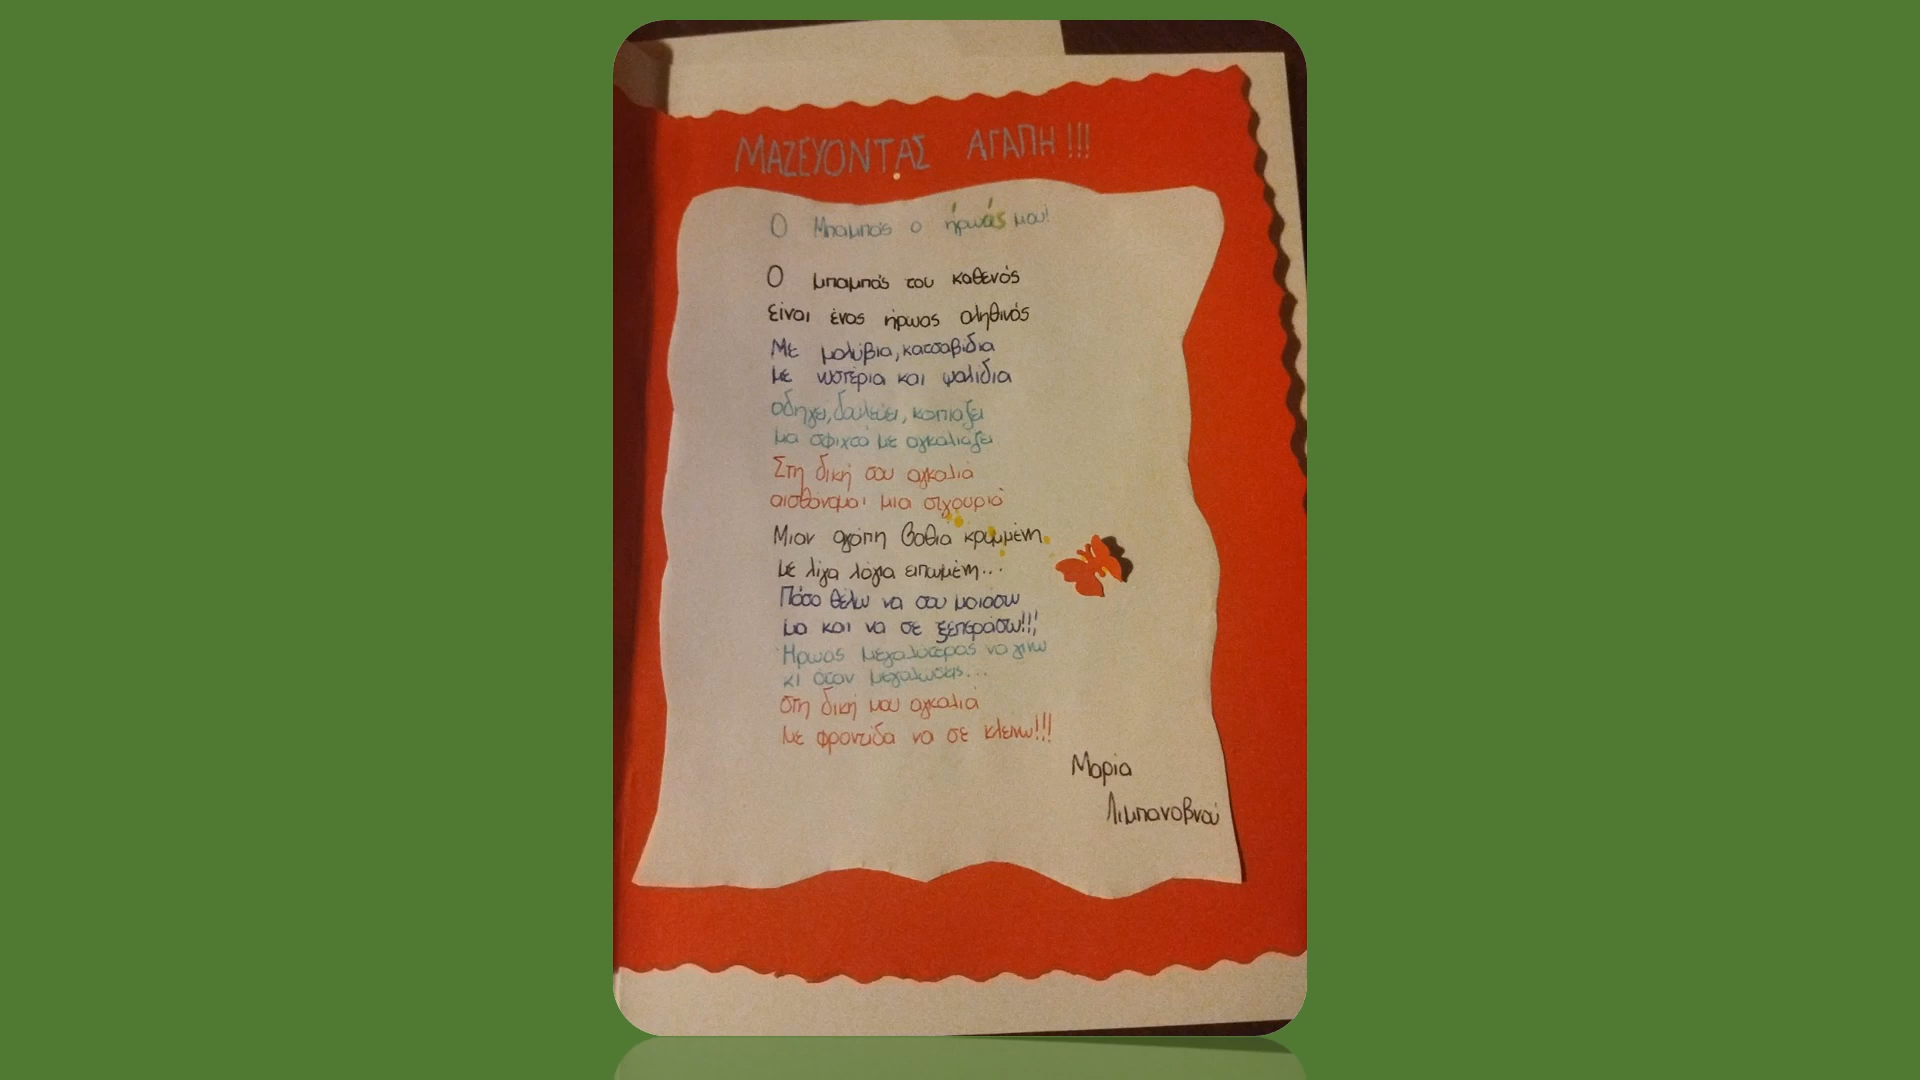 ΜΑΖΕΥΟΝΤΑΣ ΑΓΑΠΗ!!!
Ο Μπαμπάς ο ήρωάς μου!
Ο μπαμπάς του καθενός
είναι ένας ήρωας αληθινός
Με μολύβια, κατσαβίδια
με νυστέρια και ψαλίδια
οδηγεί, δουλεύει, κοπιάζει
μα σφιχτά με αγκαλιάζει
Στη δική σου αγκαλιά
αισθάνομαι μια σιγουριά
Μιαν αγάπη βαθιά κρυμμένη
με λίγα λόγια ειπωμένη...
Πόσο θέλω να σου μοιάσω
μα και να σε ξεπεράσω!!!
Ήρωας μεγαλύτερος να γίνω
κι όταν μεγαλώσεις...
στη δική μου αγκαλιά
με φροντίδα να σε κλείνω!!!
Μαρία
Λιμπανοβνού